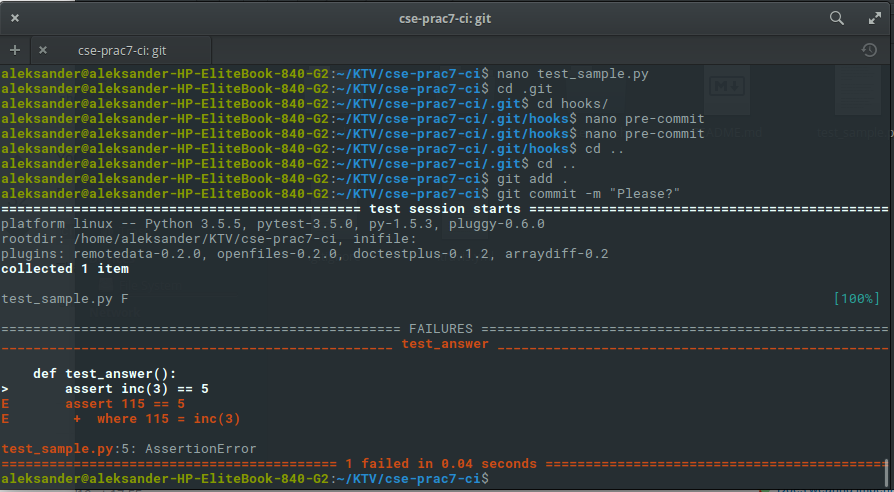 cse-prac7-ci: git
cse-prac7-ci: git
aleksander@aleksander-HP-EliteBook-840-G2:~/KTV/cse-prac7-ci$ nano test_sample.py
aleksander@aleksander-HP-EliteBook-840-G2:~/KTV/cse-prac7-ci$ cd .git
aleksander@aleksander-HP-EliteBook-840-G2:~/KTV/cse-prac7-ci/.git$ cd hooks/
aleksander@aleksander-HP-EliteBook-840-G2:~/KTV/cse-prac7-ci/.git/hooks$ nano pre-commit
aleksander@aleksander-HP-EliteBook-840-G2:~/KTV/cse-prac7-ci/.git/hooks$ nano pre-commit
aleksander@aleksander-HP-EliteBook-840-G2:~/KTV/cse-prac7-ci/.git/hooks$ cd ..
aleksander@aleksander-HP-EliteBook-840-G2:~/KTV/cse-prac7-ci/.git$ cd ..
aleksander@aleksander-HP-EliteBook-840-G2:~/KTV/cse-prac7-ci$ git add .
aleksander@aleksander-HP-EliteBook-840-G2:~/KTV/cse-prac7-ci$ git commit -m "Please?"
============================================= test session starts =============================================
platform linux -- Python 3.5.5, pytest-3.5.0, py-1.5.3, pluggy-0.6.0
rootdir: /home/aleksander/KTV/cse-prac7-ci, inifile:
plugins: remotedata-0.2.0, openfiles-0.2.0, doctestplus-0.1.2, arraydiff-0.2
collected 1 item
test_sample.py F [100%]
================================================== FAILURES ===================================================
_________________________________________________ test_answer _________________________________________________
def test_answer():
> assert inc(3) == 5
E assert 115 == 5
E + where 115 = inc(3)
test_sample.py:5: AssertionError
========================================== 1 failed in 0.04 seconds ===========================================
aleksander@aleksander-HP-EliteBook-840-G2:~/KTV/cse-prac7-ci$